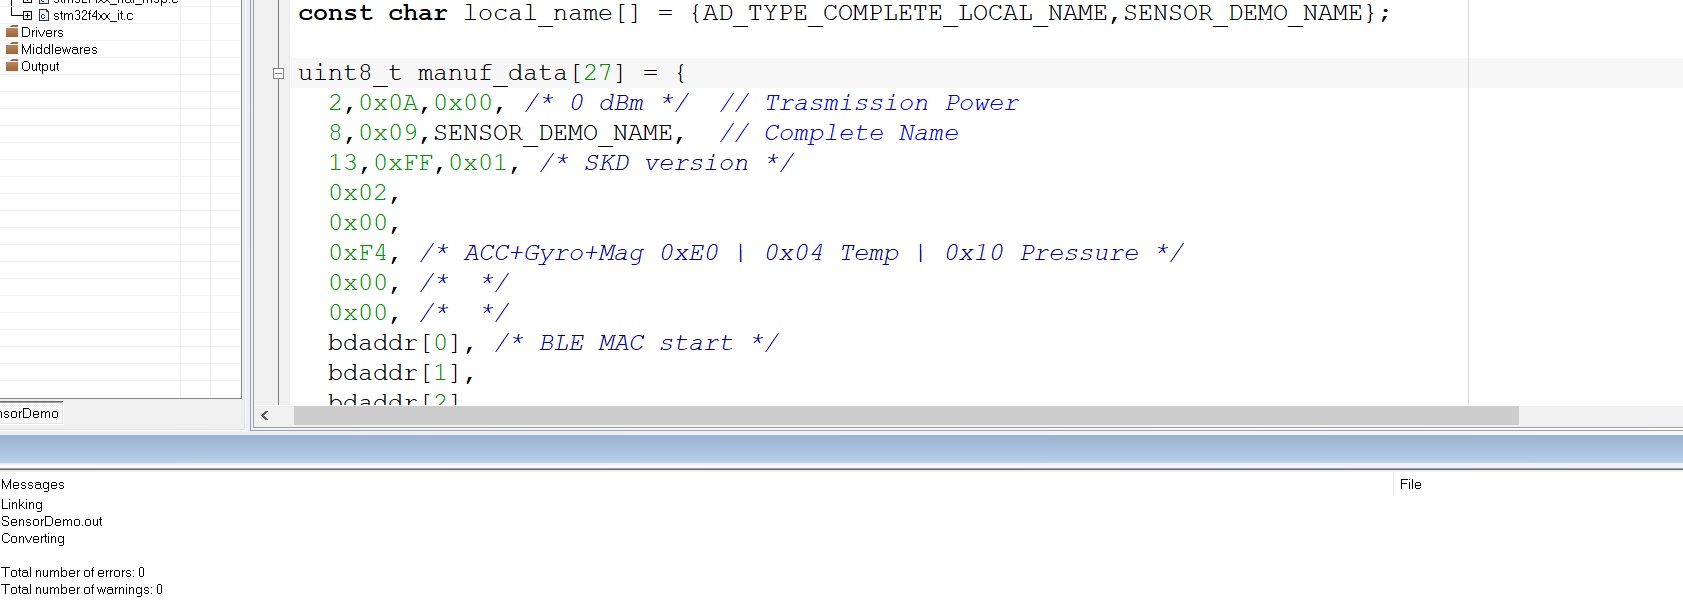 stm32f4xx_hal_msp.c
stm32f4xx_it.c
Drivers
Middlewares
Output
nsorDemo
const char local_name[] = {AD_TYPE_COMPLETE_LOCAL_NAME,SENSOR_DEMO_NAME};
uint8_t manuf_data[27] = {
2,0x0A,0x00, /* 0 dBm */  // Trasmission Power
8,0x09,SENSOR_DEMO_NAME,  // Complete Name
13,0xFF,0x01, /* SKD version */
0x02,
0x00,
0xF4, /* ACC+Gyro+Mag 0xE0 | 0x04 Temp | 0x10 Pressure */
0x00, /*  */
0x00, /*  */
bdaddr[0], /* BLE MAC start */
bdaddr[1],
bdaddr[2]
Messages
File
Linking
SensorDemo.out
Converting
Total number of errors: 0
Total number of warnings: 0